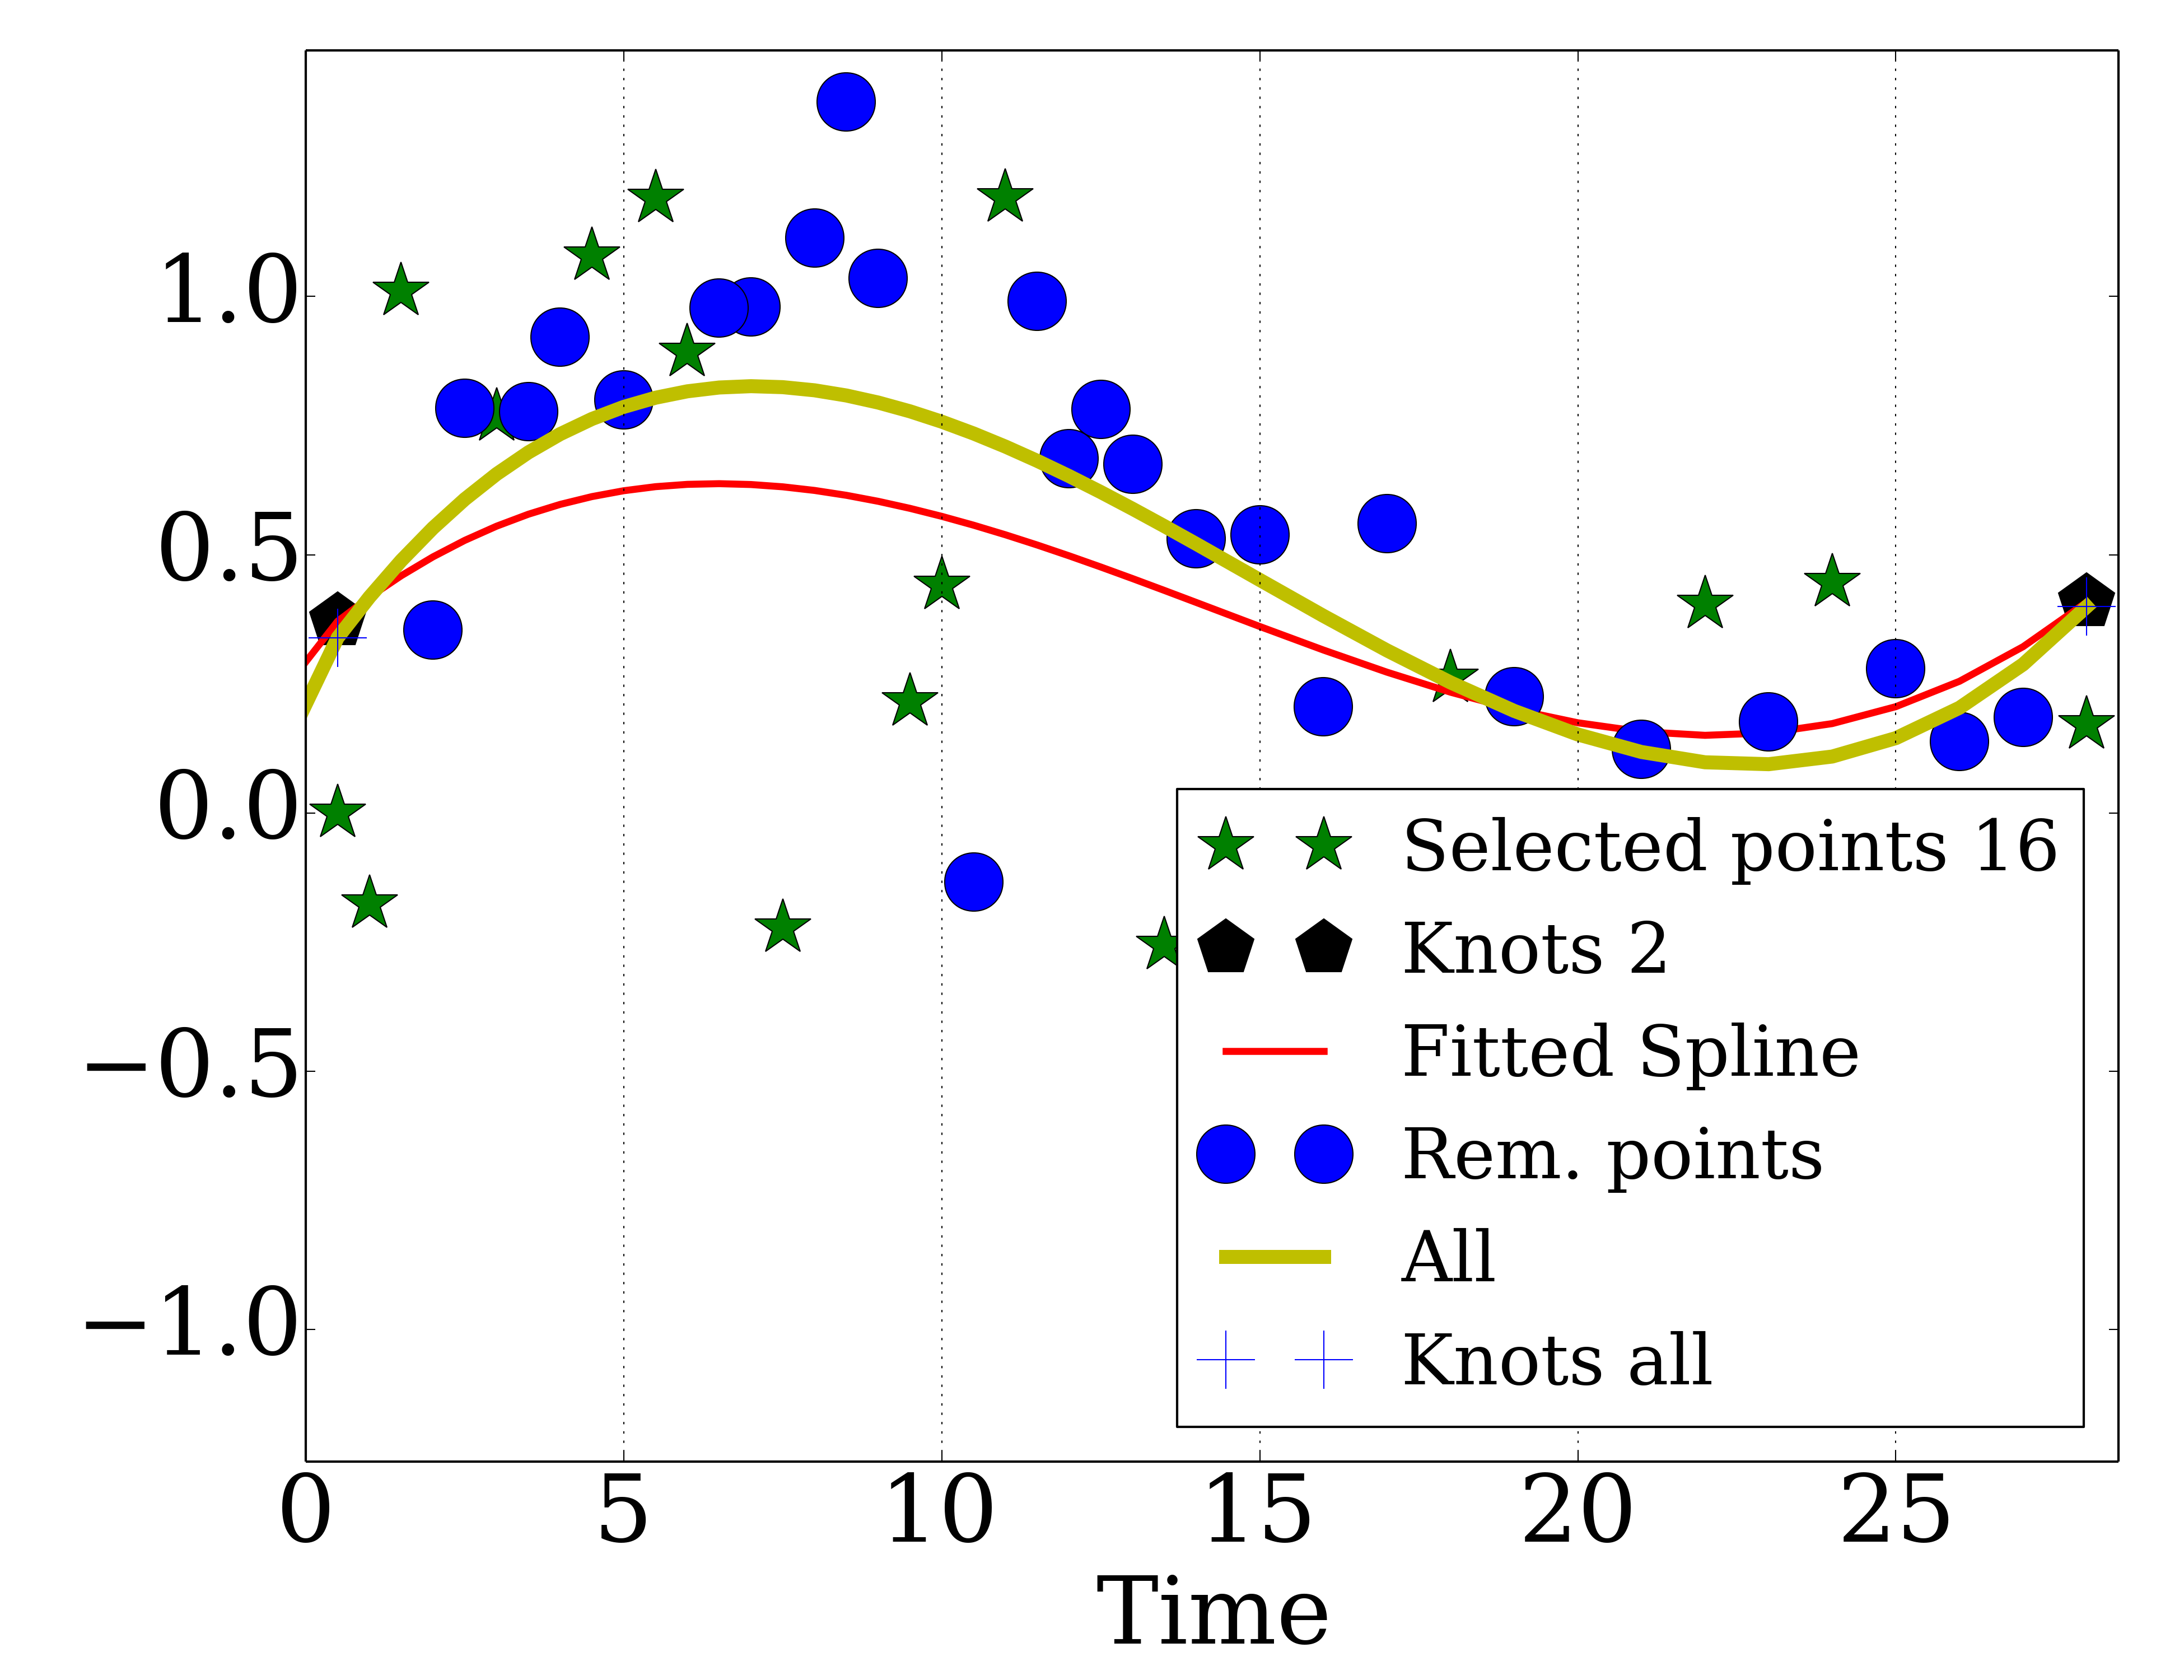 1.0
0.5
0.0
−0.5
−1.0
0 5 10 15 20 25
Time
Selected points 16
Knots 2
Fitted Spline
Rem. points
All
Knots all